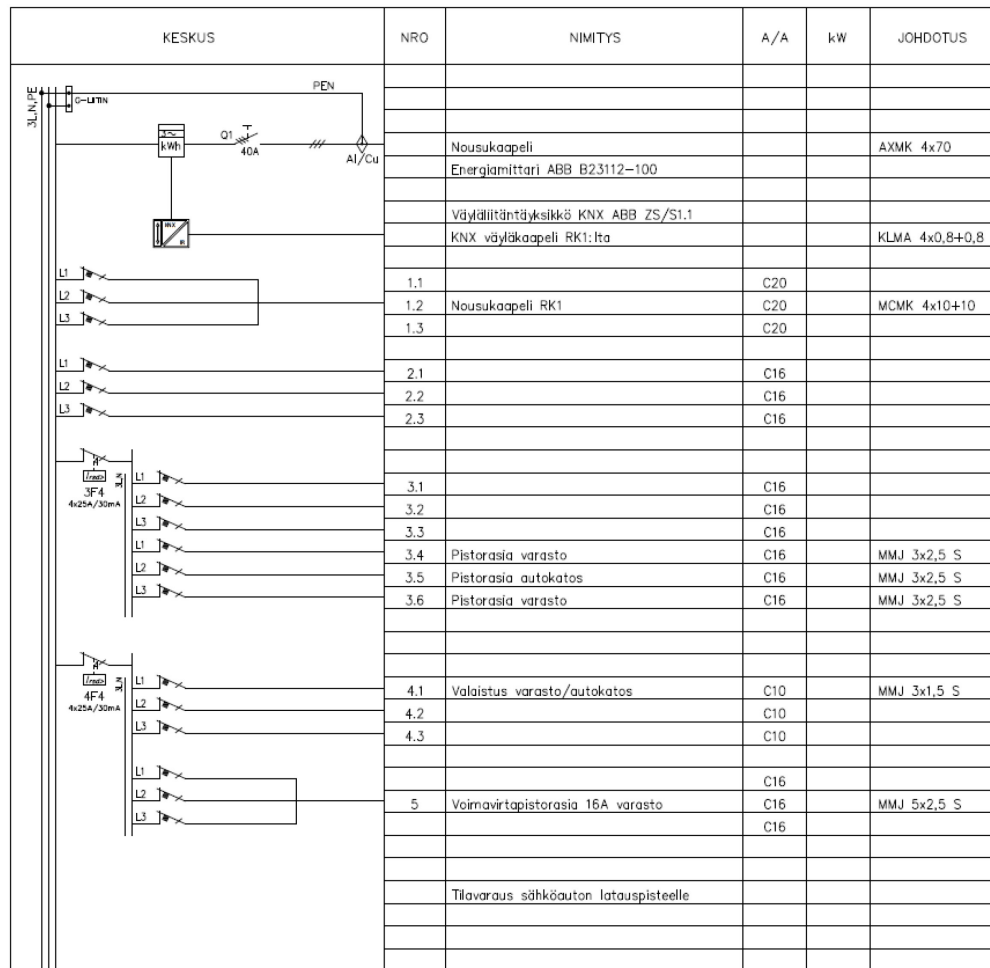 KESKUS NRO NIMITYS A/A kW JOHDOTUS
3L,N,PE
G-LIITIN
PEN
3~
kWh
Q1
40A
Al/Cu
Nousukaapeli AXMK 4x70
Energiamittari ABB B23112-100
KNX
Väyläliitäntäyksikkö KNX ABB ZS/S1.1
KNX väyläkaapeli RK1:lta KLMA 4x0,8+0,8
L1 1.1 C20
L2 1.2 Nousukaapeli RK1 C20 MCMK 4x10+10
L3 1.3 C20
L1 2.1 C16
L2 2.2 C16
L3 2.3 C16
3F4
4x25A/30mA
3L,N
L1 3.1 C16
L2 3.2 C16
L3 3.3 C16
L1 3.4 Pistorasia varasto C16 MMJ 3x2,5 S
L2 3.5 Pistorasia autokatos C16 MMJ 3x2,5 S
L3 3.6 Pistorasia varasto C16 MMJ 3x2,5 S
4F4
4x25A/30mA
3L,N
L1 4.1 Valaistus varasto/autokatos C10 MMJ 3x1,5 S
L2 4.2 C10
L3 4.3 C10
L1 C16
L2 5 Voimavirtapistorasia 16A varasto C16 MMJ 5x2,5 S
L3 C16
Tilavaraus sähköauton latauspisteelle